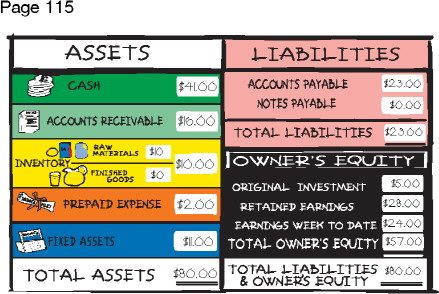 Page 115
ASSETS
CASH $41.00
ACCOUNTS RECEIVABLE $16.00
INVENTORY RAW MATERIALS $10
FINISHED GOODS $0
$10.00
PREPAID EXPENSE $2.00
FIXED ASSETS $11.00
TOTAL ASSETS $80.00
LIABILITIES
ACCOUNTS PAYABLE $23.00
NOTES PAYABLE $0.00
TOTAL LIABILITIES $23.00
OWNER'S EQUITY
ORIGINAL INVESTMENT $5.00
RETAINED EARNINGS $28.00
EARNINGS WEEK TO DATE $24.00
TOTAL OWNER'S EQUITY $57.00
TOTAL LIABILITIES & OWNER'S EQUITY $80.00